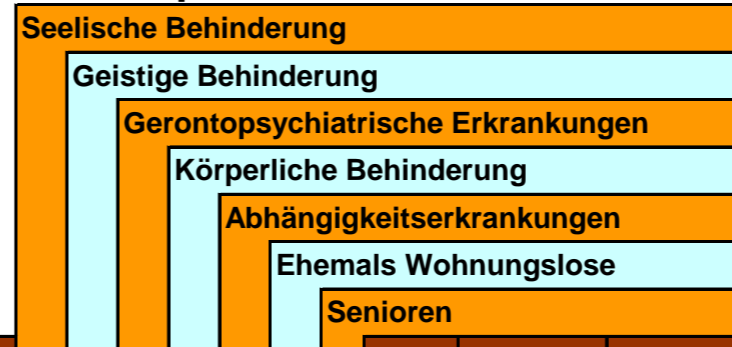 Seelische Behinderung
Geistige Behinderung
Gerontopsychiatrische Erkrankungen
Körperliche Behinderung
Abhängigkeitserkrankungen
Ehemals Wohnungslose
Senioren